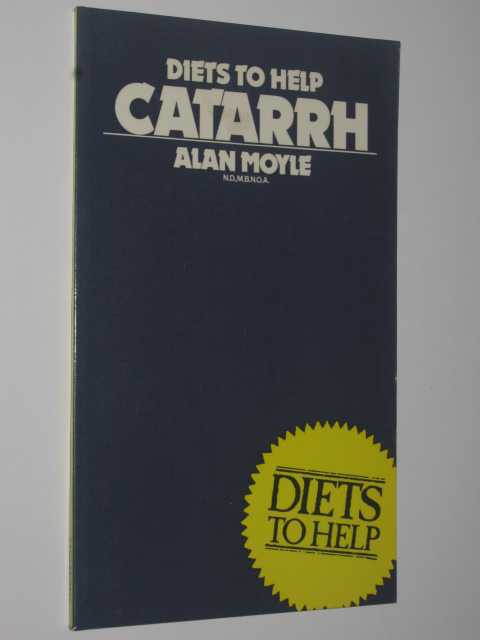 DIETS TO HELP
CATARRH
ALAN MOYLE
N.D., M.B.N.O.A.
DIETS
TO HELP